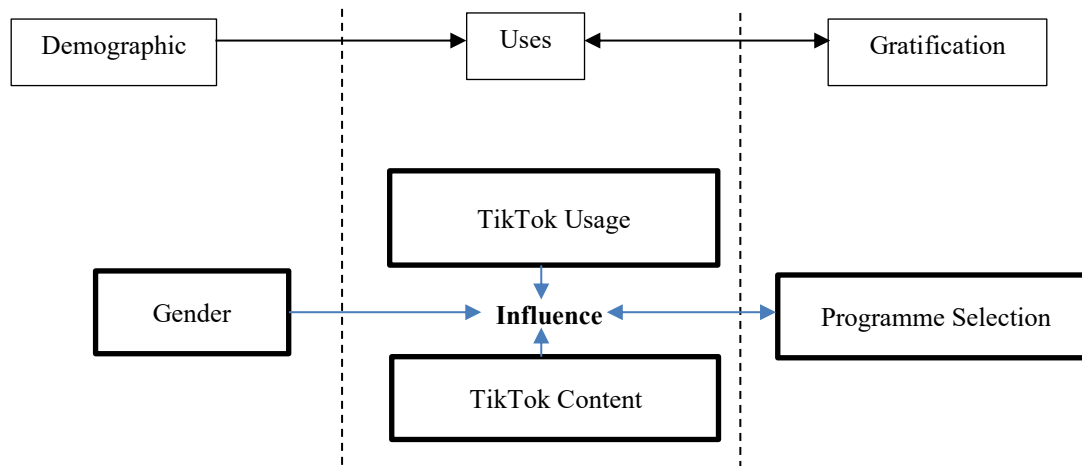 Demographic
Uses
Gratification
TikTok Usage
Gender
Influence
Programme Selection
TikTok Content